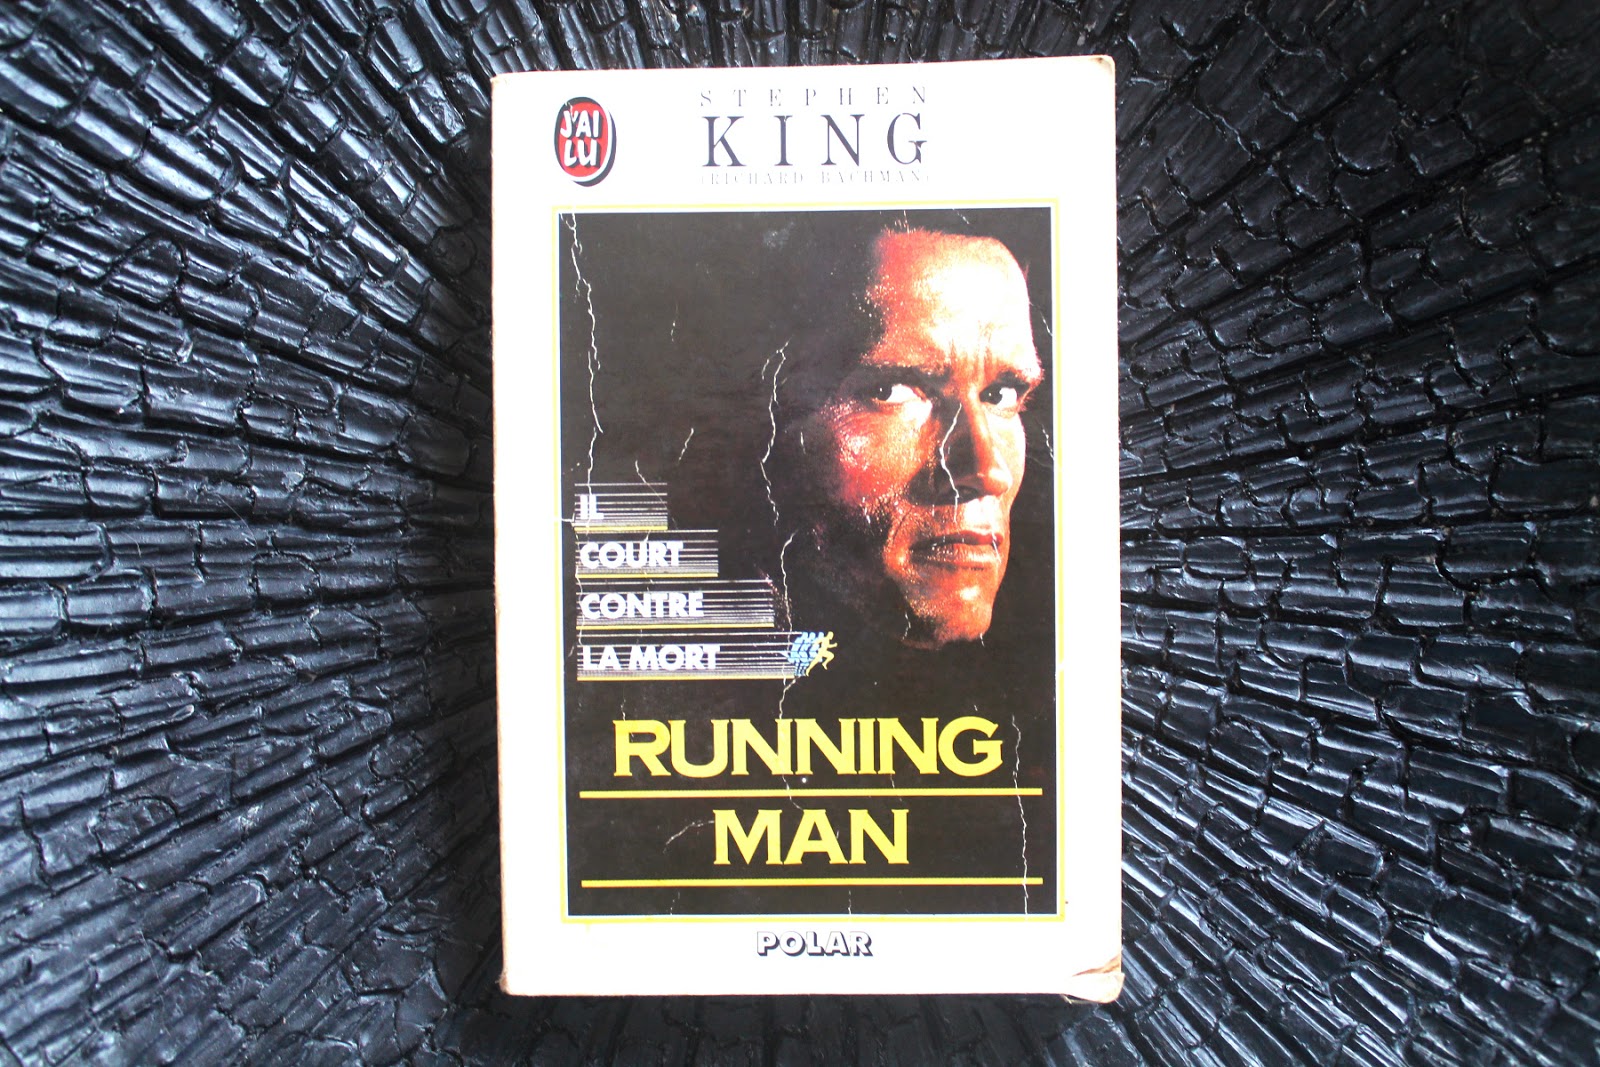 J'AI
LU
STEPHEN
KING
(RICHARD BACHMAN)
IL
COURT
CONTRE
LA MORT
RUNNING
MAN
POLAR